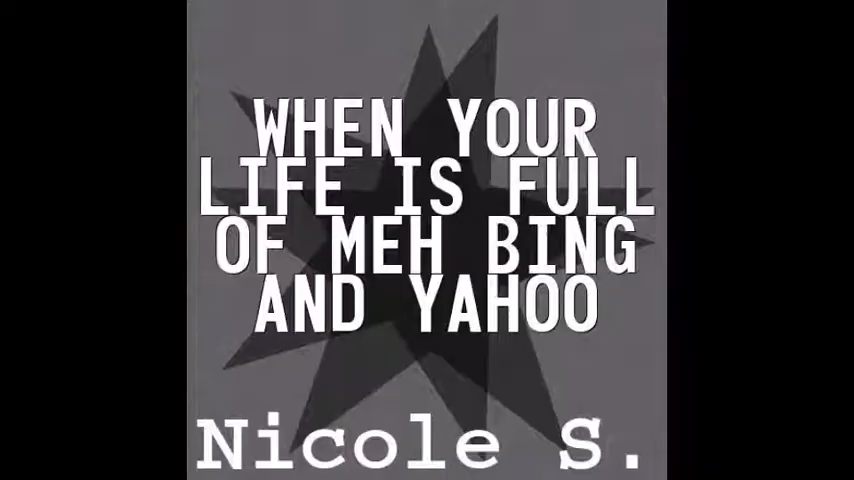 WHEN YOUR
LIFE IS FULL
OF MEH BING
AND YAHOO
Nicole S.